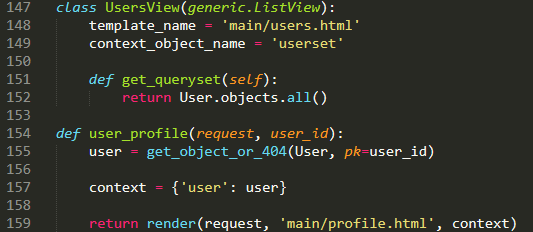 147 class UsersView(generic.ListView):
148     template_name = 'main/users.html'
149     context_object_name = 'userset'
150
151     def get_queryset(self):
152         return User.objects.all()
153
154 def user_profile(request, user_id):
155     user = get_object_or_404(User, pk=user_id)
156
157     context = {'user': user}
158
159     return render(request, 'main/profile.html', context)